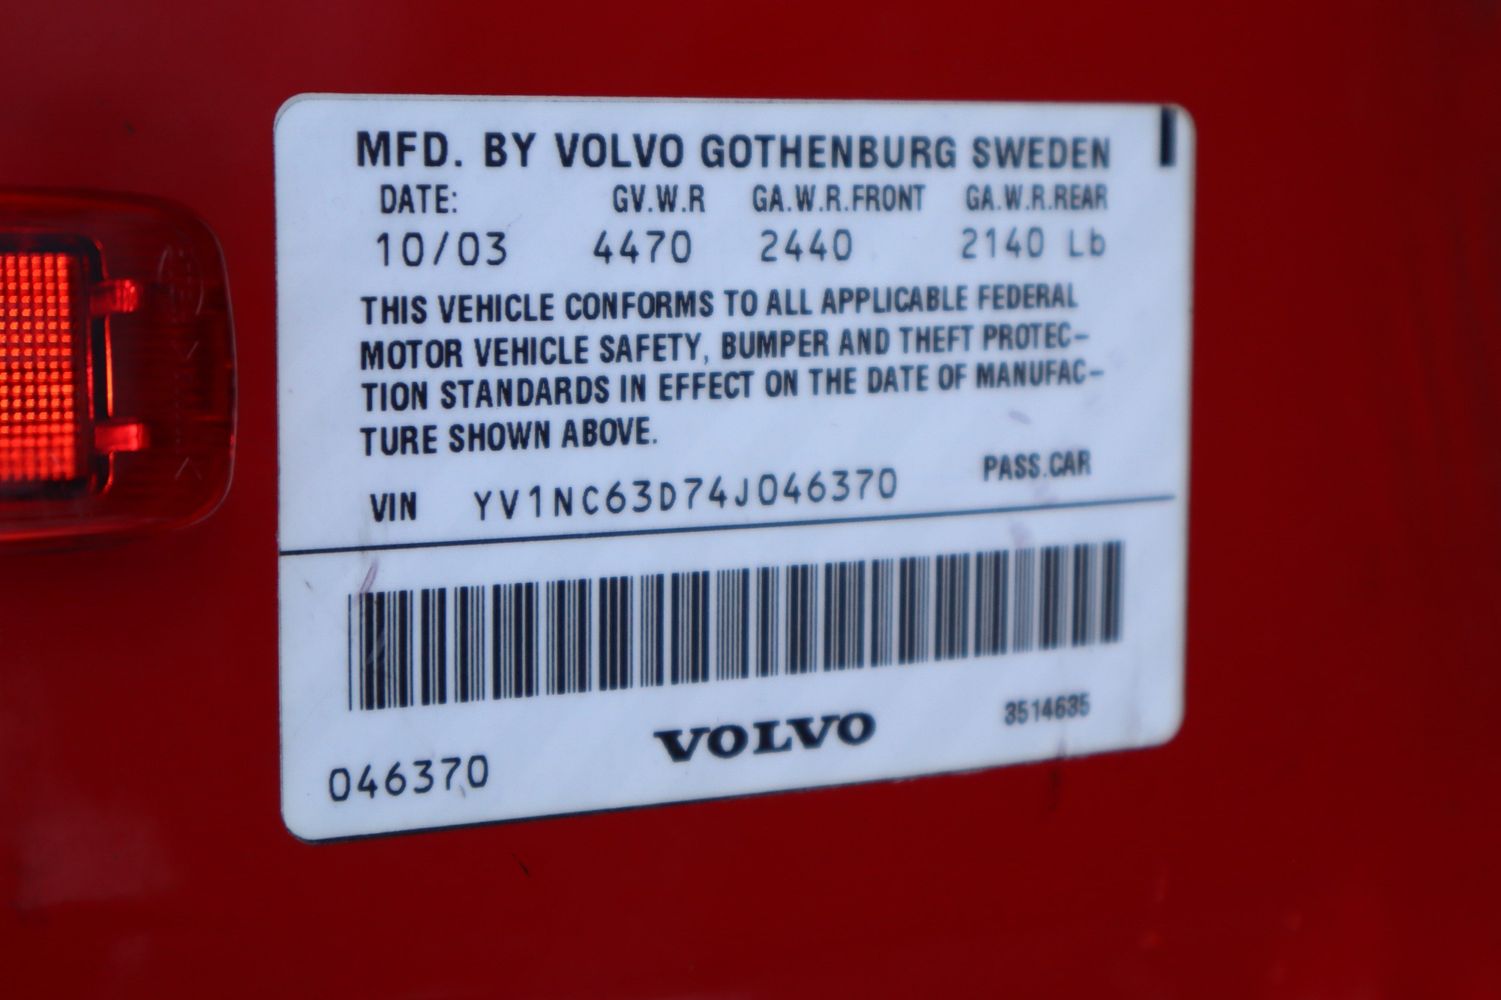 MFD. BY VOLVO GOTHENBURG SWEDEN
DATE: GV.W.R GA.W.R.FRONT GA.W.R.REAR
10/03 4470 2440 2140 Lb
THIS VEHICLE CONFORMS TO ALL APPLICABLE FEDERAL
MOTOR VEHICLE SAFETY, BUMPER AND THEFT PROTEC-
TION STANDARDS IN EFFECT ON THE DATE OF MANUFAC-
TURE SHOWN ABOVE.
PASS.CAR
VIN YV1NC63D74J046370
VOLVO 3514635
046370